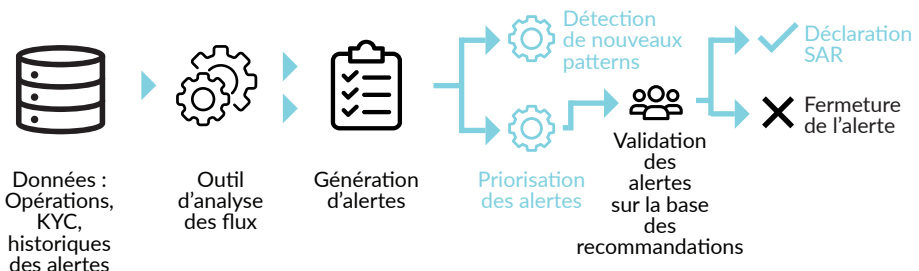 Données :
Opérations,
KYC,
historiques
des alertes
Outil
d'analyse
des flux
Génération
d'alertes
Détection
de nouveaux
patterns
Priorisation
des alertes
Validation
des
alertes
sur la base
des
recommandations
Déclaration
SAR
Fermeture
de l'alerte